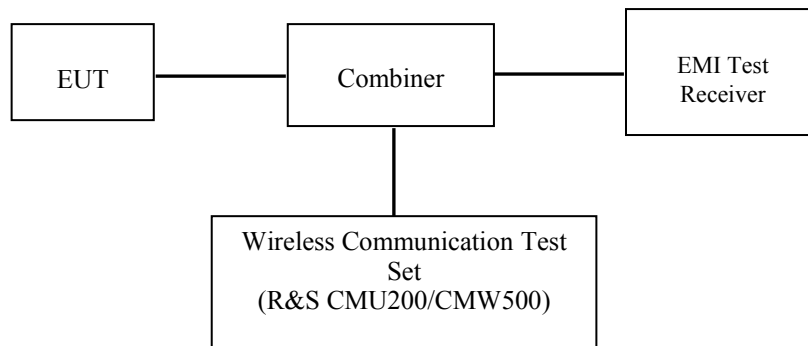 EUT
Combiner
EMI Test
Receiver
Wireless Communication Test
Set
(R&S CMU200/CMW500)